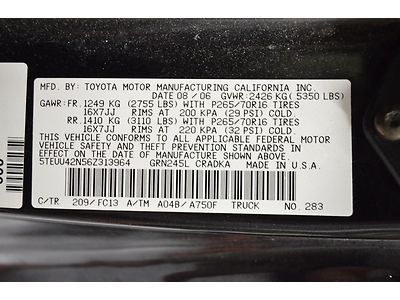 MFD. BY: TOYOTA MOTOR MANUFACTURING CALIFORNIA INC.
DATE 08/06 GVWR: 2426 KG ( 5350 LBS)
GAWR: FR. 1249 KG (2755 LBS) WITH P265/70R16 TIRES
16X7JJ RIMS AT 200 KPA (29 PSI) COLD
RR. 1410 KG (3110 LBS) WITH P265/70R16 TIRES
16X7JJ RIMS AT 220 KPA (32 PSI) COLD
THIS VEHICLE CONFORMS TO ALL APPLICABLE FEDERAL MOTOR
VEHICLE SAFETY STANDARDS IN EFFECT ON THE DATE OF
MANUFACTURE SHOWN ABOVE.
5TEUU42N56Z313964 GRN245L CRADKA MADE IN U.S.A.
C/TR 209/FC13 A/TM A04B/A750F TRUCK NO. 283